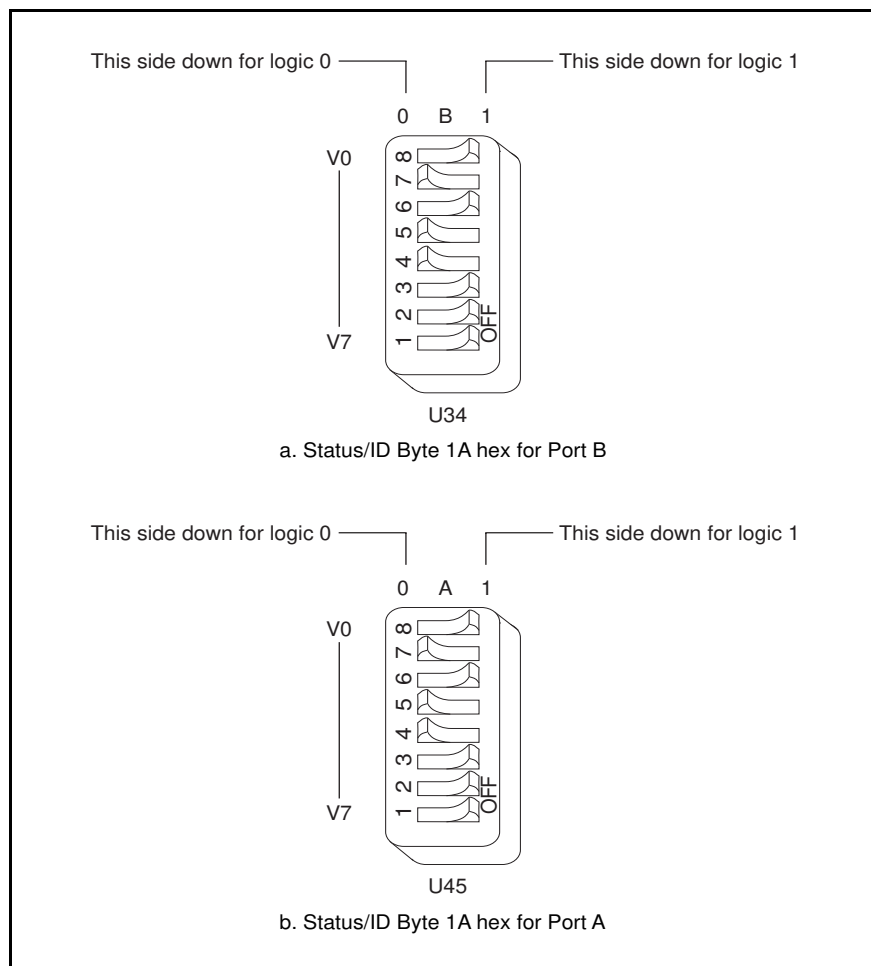 This side down for logic 0
This side down for logic 1
0 B 1
V0
8
7
6
5
4
3
2
1
OFF
V7
U34
a. Status/ID Byte 1A hex for Port B
This side down for logic 0
This side down for logic 1
0 A 1
V0
8
7
6
5
4
3
2
1
OFF
V7
U45
b. Status/ID Byte 1A hex for Port A